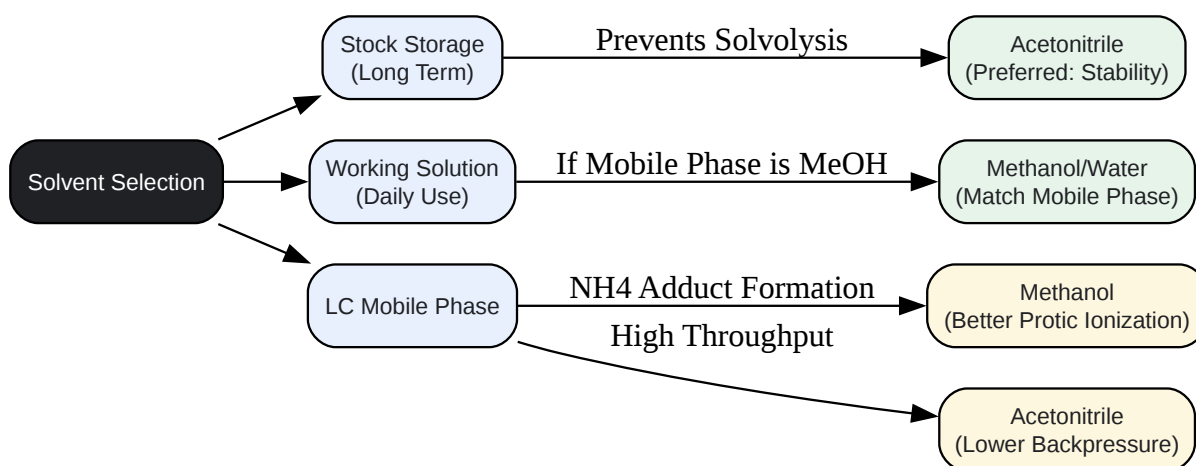 Solvent Selection
Stock Storage
(Long Term)
Prevents Solvolysis
Acetonitrile
(Preferred: Stability)
Working Solution
(Daily Use)
If Mobile Phase is MeOH
Methanol/Water
(Match Mobile Phase)
LC Mobile Phase
NH4 Adduct Formation
Methanol
(Better Protic Ionization)
High Throughput
Acetonitrile
(Lower Backpressure)